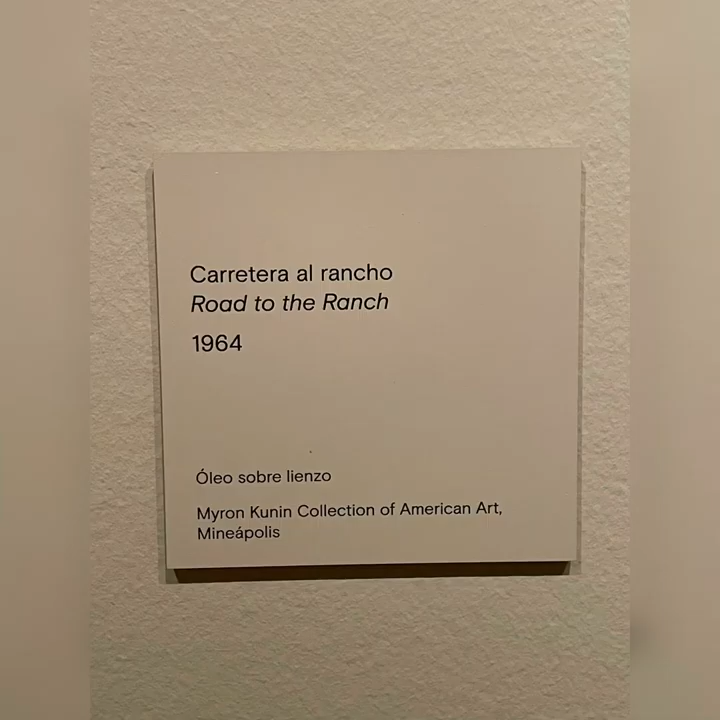 Carretera al rancho
Road to the Ranch
1964
Óleo sobre lienzo
Myron Kunin Collection of American Art,
Mineápolis